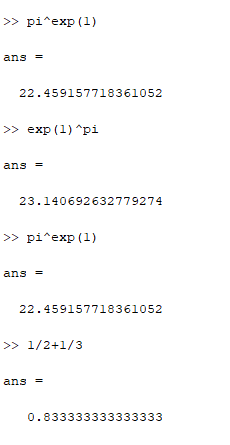 >> pi^exp(1)
ans =
22.459157718361052
>> exp(1)^pi
ans =
23.140692632779274
>> pi^exp(1)
ans =
22.459157718361052
>> 1/2+1/3
ans =
0.833333333333333